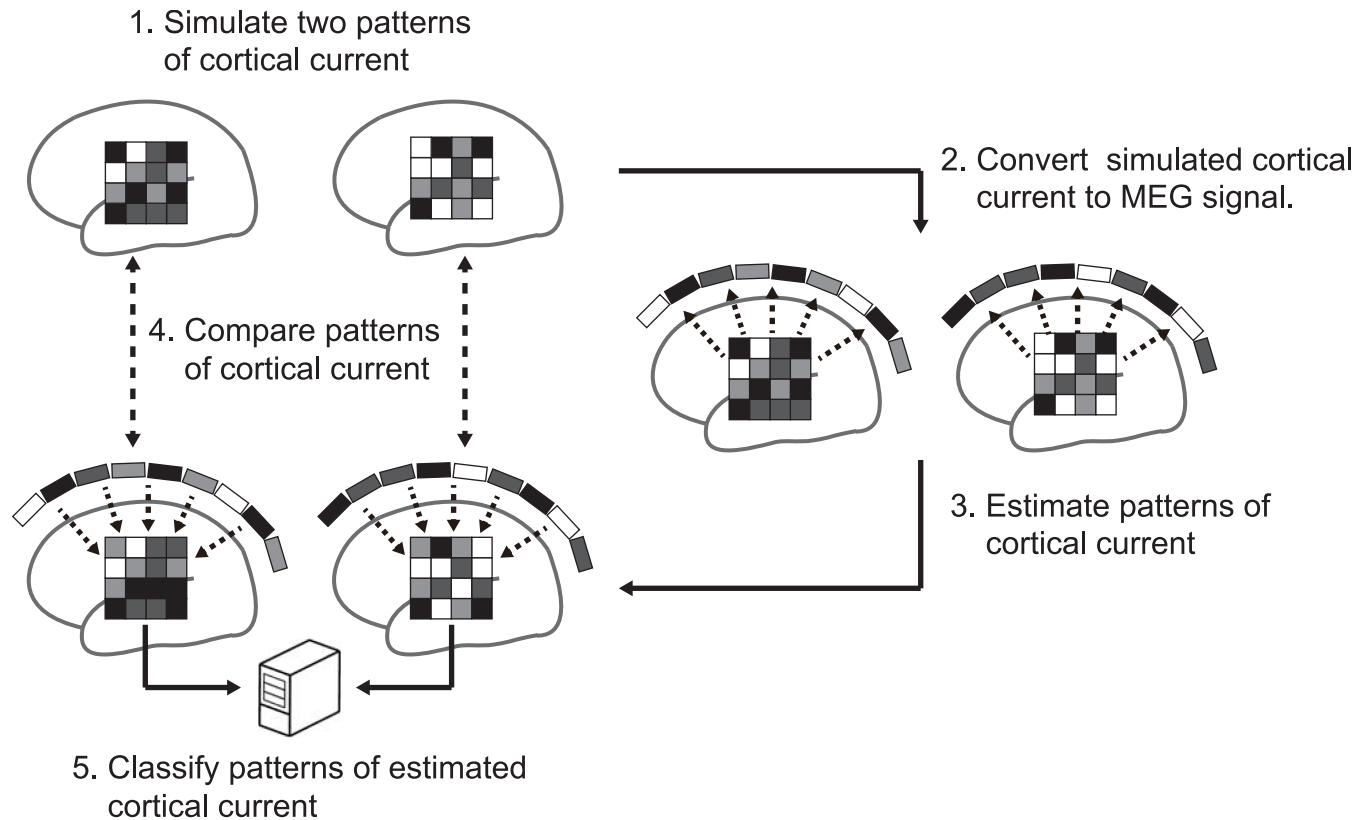 1. Simulate two patterns
of cortical current
2. Convert simulated cortical
current to MEG signal.
4. Compare patterns
of cortical current
3. Estimate patterns of
cortical current
5. Classify patterns of estimated
cortical current